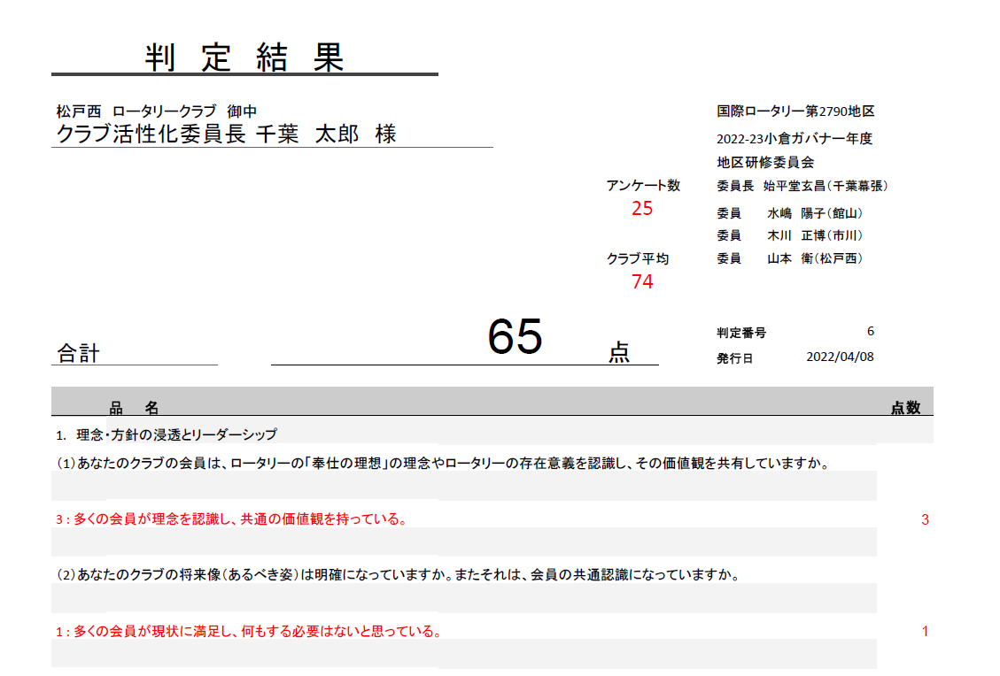 判 定 結 果
松戸西 ロータリークラブ 御中
クラブ活性化委員長 千葉 太郎 様
国際ロータリー第2790地区
2022-23小倉ガバナー年度
地区研修委員会
アンケート数
委員長 始平堂玄昌(千葉幕張)
25
委員 水嶋 陽子(館山)
委員 木川 正博(市川)
クラブ平均
委員 山本 衛(松戸西)
74
合計 65 点
判定番号 6
発行日 2022/04/08
品 名 点数
1. 理念・方針の浸透とリーダーシップ
(1)あなたのクラブの会員は、ロータリーの「奉仕の理想」の理念やロータリーの存在意義を認識し、その価値観を共有していますか。
3：多くの会員が理念を認識し、共通の価値観を持っている。 3
(2)あなたのクラブの将来像(あるべき姿)は明確になっていますか。またそれは、会員の共通認識になっていますか。
1：多くの会員が現状に満足し、何もする必要はないと思っている。 1